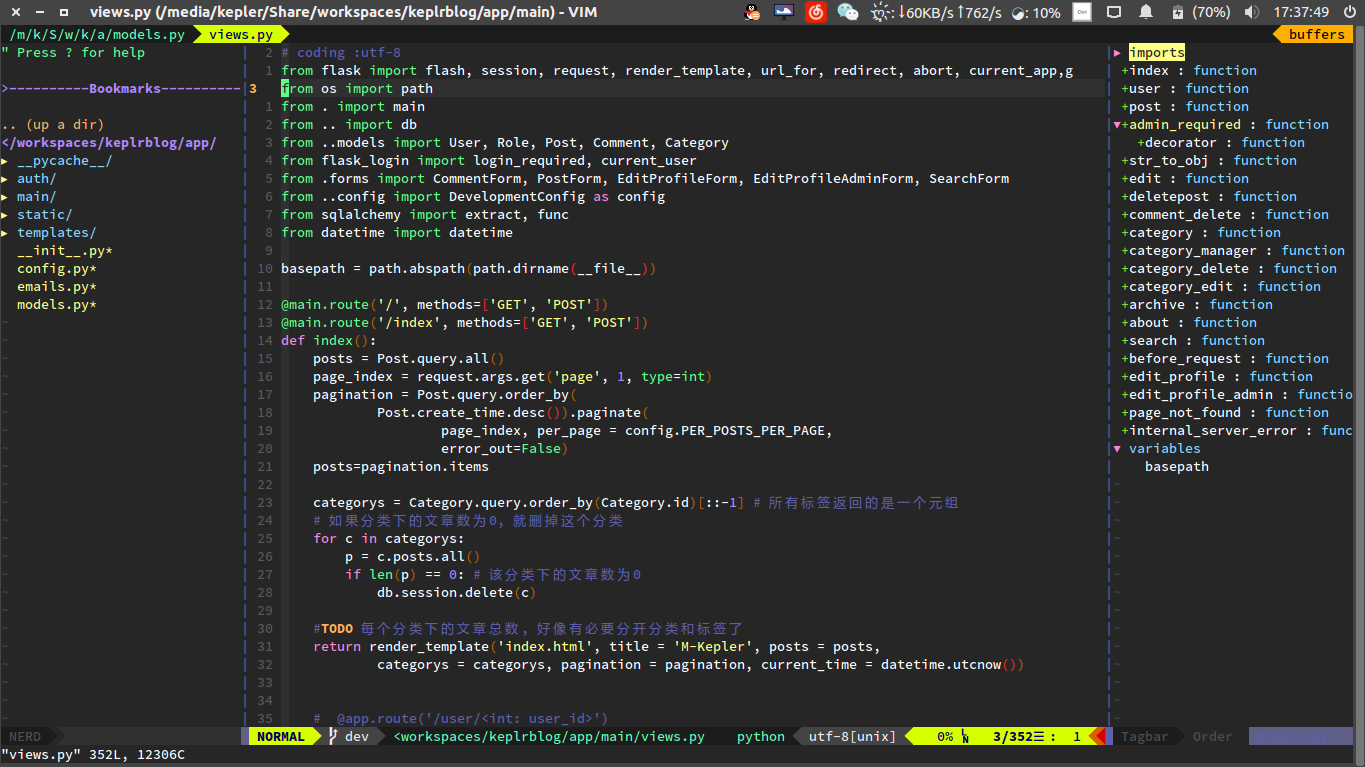 views.py (/media/kepler/Share/workspaces/keplrblog/app/main) - VIM
↓60KB/s ↑762/s 10% (70%) 17:37:49
/m/k/S/w/k/a/models.py views.py buffers
" Press ? for help
>----------Bookmarks----------
.. (up a dir)
</workspaces/keplrblog/app/
▸ __pycache__/
▸ auth/
▸ main/
▸ static/
▸ templates/
__init__.py*
config.py*
emails.py*
models.py*
2 # coding :utf-8
1 from flask import flash, session, request, render_template, url_for, redirect, abort, current_app,g
3 from os import path
1 from . import main
2 from .. import db
3 from ..models import User, Role, Post, Comment, Category
4 from flask_login import login_required, current_user
5 from .forms import CommentForm, PostForm, EditProfileForm, EditProfileAdminForm, SearchForm
6 from ..config import DevelopmentConfig as config
7 from sqlalchemy import extract, func
8 from datetime import datetime
9
10 basepath = path.abspath(path.dirname(__file__))
11
12 @main.route('/', methods=['GET', 'POST'])
13 @main.route('/index', methods=['GET', 'POST'])
14 def index():
15     posts = Post.query.all()
16     page_index = request.args.get('page', 1, type=int)
17     pagination = Post.query.order_by(
18             Post.create_time.desc()).paginate(
19                     page_index, per_page = config.PER_POSTS_PER_PAGE,
20                     error_out=False)
21     posts=pagination.items
22
23     categorys = Category.query.order_by(Category.id)[::-1] # 所有标签返回的是一个元组
24     # 如果分类下的文章数为0，就删掉这个分类
25     for c in categorys:
26         p = c.posts.all()
27         if len(p) == 0: # 该分类下的文章数为0
28             db.session.delete(c)
29
30     #TODO 每个分类下的文章总数，好像有必要分开分类和标签了
31     return render_template('index.html', title = 'M-Kepler', posts = posts,
32             categorys = categorys, pagination = pagination, current_time = datetime.utcnow())
33
34
35     #  @app.route('/user/<int: user_id>')
▸ imports
+index : function
+user : function
+post : function
▼+admin_required : function
+decorator : function
+str_to_obj : function
+edit : function
+deletepost : function
+comment_delete : function
+category : function
+category_manager : function
+category_delete : function
+category_edit : function
+archive : function
+about : function
+search : function
+before_request : function
+edit_profile : function
+edit_profile_admin : functio
+page_not_found : function
+internal_server_error : func
▼ variables
basepath
NERD NORMAL dev <workspaces/keplrblog/app/main/views.py python utf-8[unix] 0% 3/352☰: 1 Tagbar Order
"views.py" 352L, 12306C